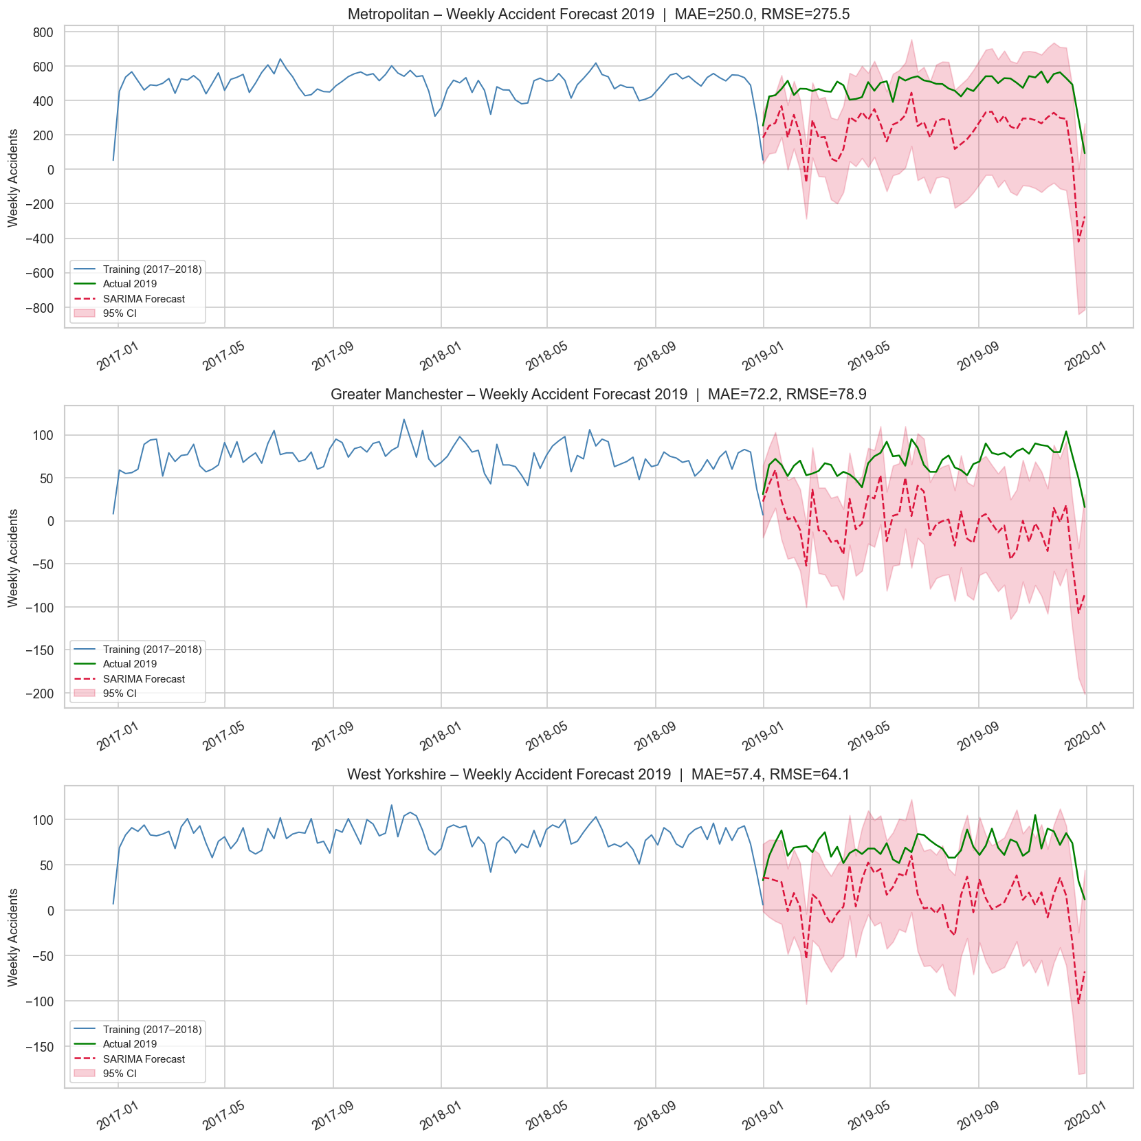 Metropolitan – Weekly Accident Forecast 2019 | MAE=250.0, RMSE=275.5
Weekly Accidents
800
600
400
200
0
−200
−400
−600
−800
Training (2017–2018)
Actual 2019
SARIMA Forecast
95% CI
2017-01
2017-05
2017-09
2018-01
2018-05
2018-09
2019-01
2019-05
2019-09
2020-01
Greater Manchester – Weekly Accident Forecast 2019 | MAE=72.2, RMSE=78.9
Weekly Accidents
100
50
0
−50
−100
−150
−200
Training (2017–2018)
Actual 2019
SARIMA Forecast
95% CI
2017-01
2017-05
2017-09
2018-01
2018-05
2018-09
2019-01
2019-05
2019-09
2020-01
West Yorkshire – Weekly Accident Forecast 2019 | MAE=57.4, RMSE=64.1
Weekly Accidents
100
50
0
−50
−100
−150
Training (2017–2018)
Actual 2019
SARIMA Forecast
95% CI
2017-01
2017-05
2017-09
2018-01
2018-05
2018-09
2019-01
2019-05
2019-09
2020-01